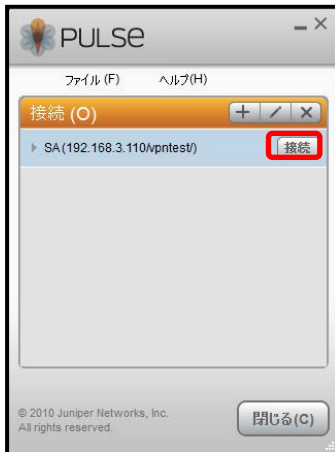 PULSe
ファイル (F) ヘルプ(H)
接続 (O)
SA(192.168.3.110/vpntest/)
接続
© 2010 Juniper Networks, Inc.
All rights reserved.
閉じる(C)